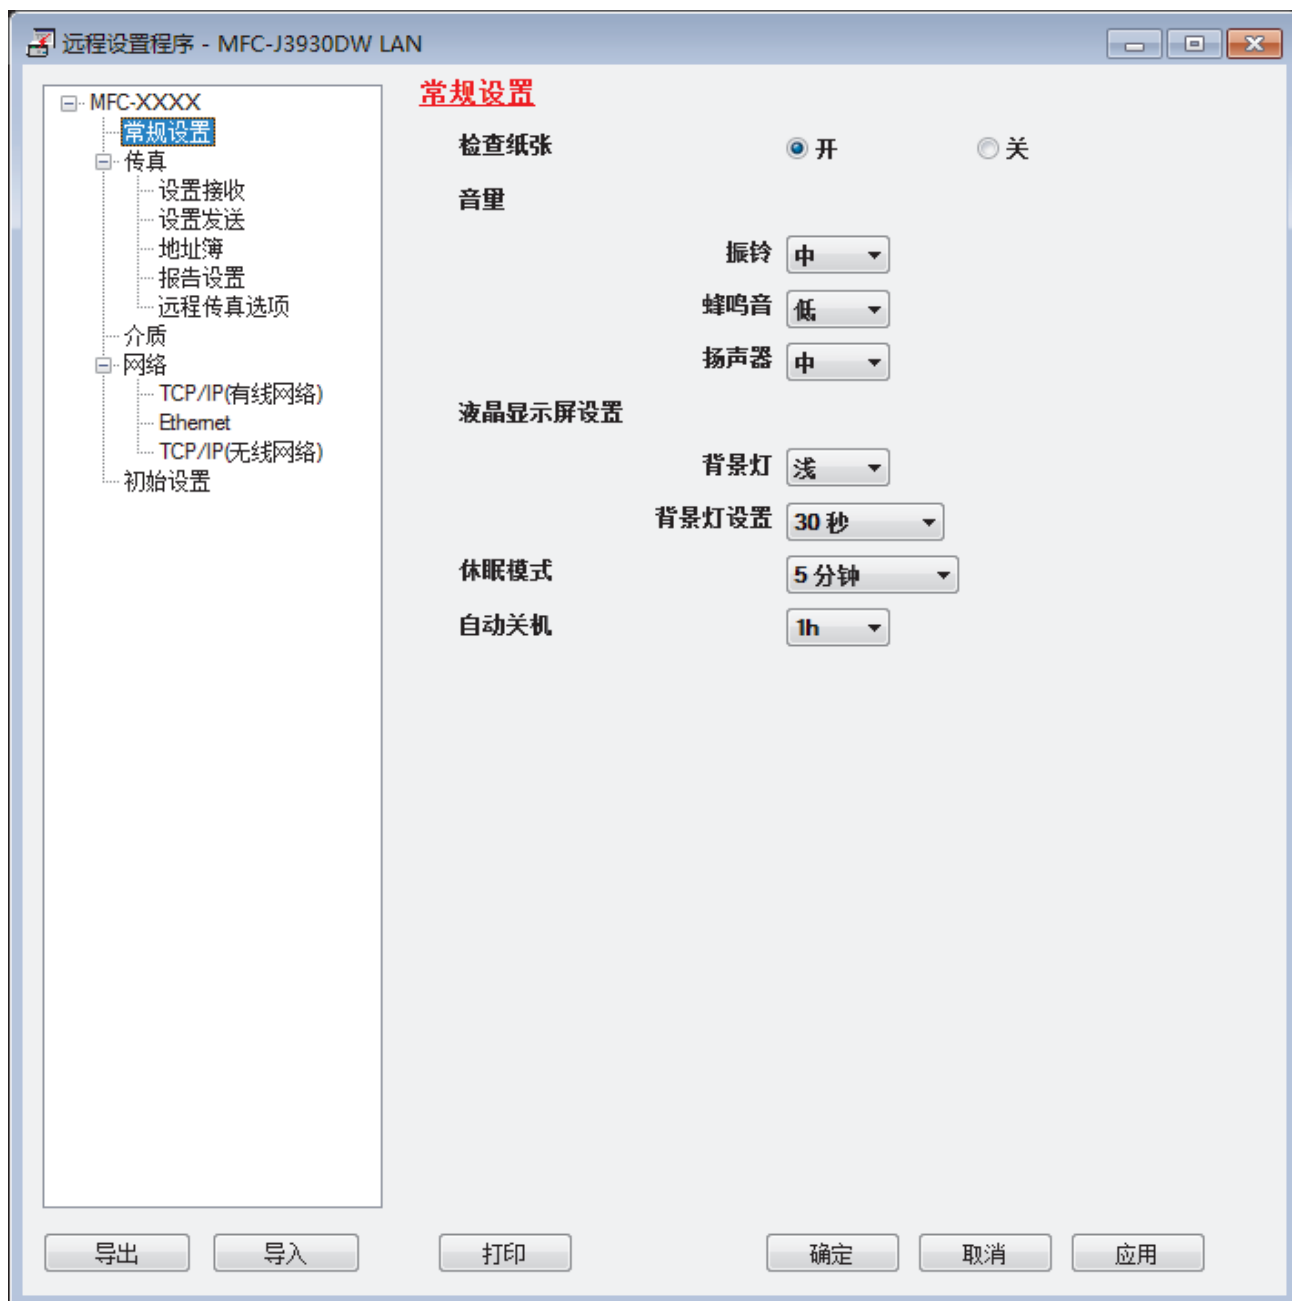 远程设置程序 - MFC-J3930DW LAN
MFC-XXXX
常规设置
传真
设置接收
设置发送
地址簿
报告设置
远程传真选项
介质
网络
TCP/IP(有线网络)
Ethernet
TCP/IP(无线网络)
初始设置
常规设置
检查纸张 开 关
音量
振铃 中
蜂鸣音 低
扬声器 中
液晶显示屏设置
背景灯 浅
背景灯设置 30 秒
休眠模式 5 分钟
自动关机 1h
导出 导入 打印 确定 取消 应用